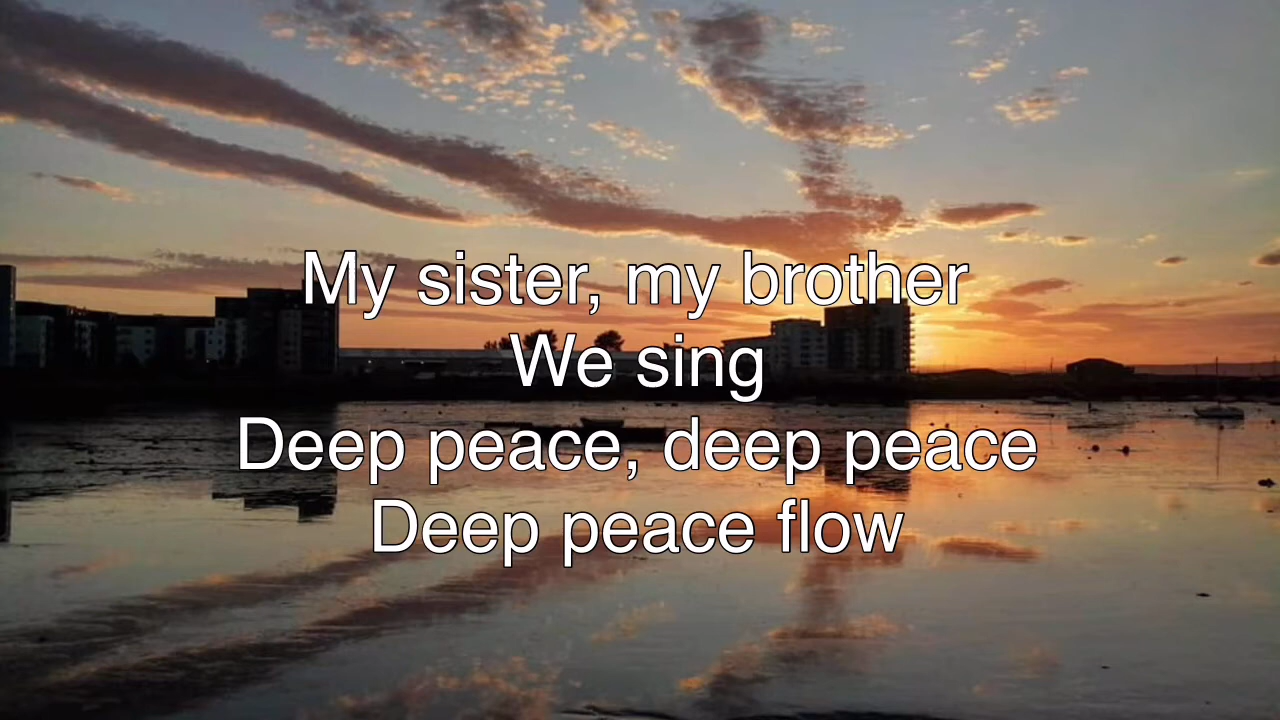 My sister, my brother
We sing
Deep peace, deep peace
Deep peace flow